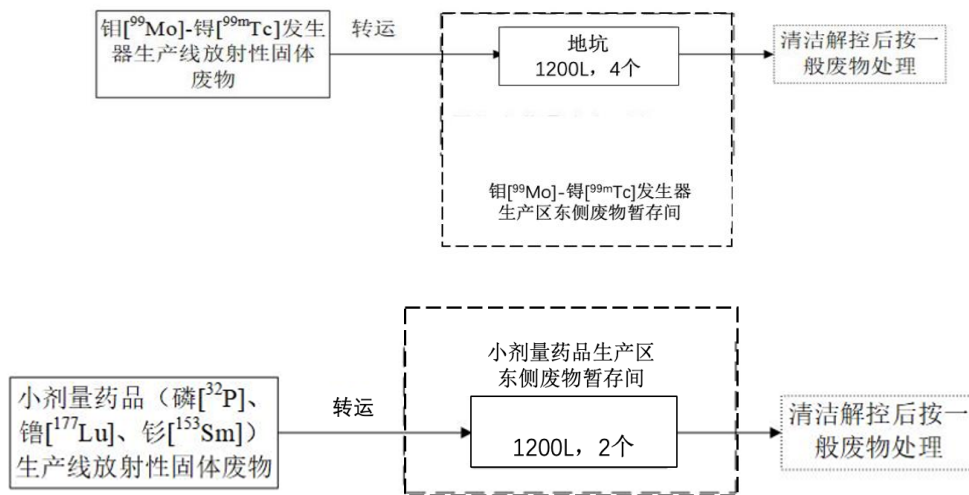 钼[⁹⁹Mo]-锝[⁹⁹ᵐTc]发生
器生产线放射性固体
废物
转运
地坑
1200L，4个
清洁解控后按一
般废物处理
钼[⁹⁹Mo]-锝[⁹⁹ᵐTc]发生器
生产区东侧废物暂存间
小剂量药品生产区
东侧废物暂存间
小剂量药品（磷[³²P]、
镥[¹⁷⁷Lu]、钐[¹⁵³Sm]）
生产线放射性固体废物
转运
1200L，2个
清洁解控后按一
般废物处理